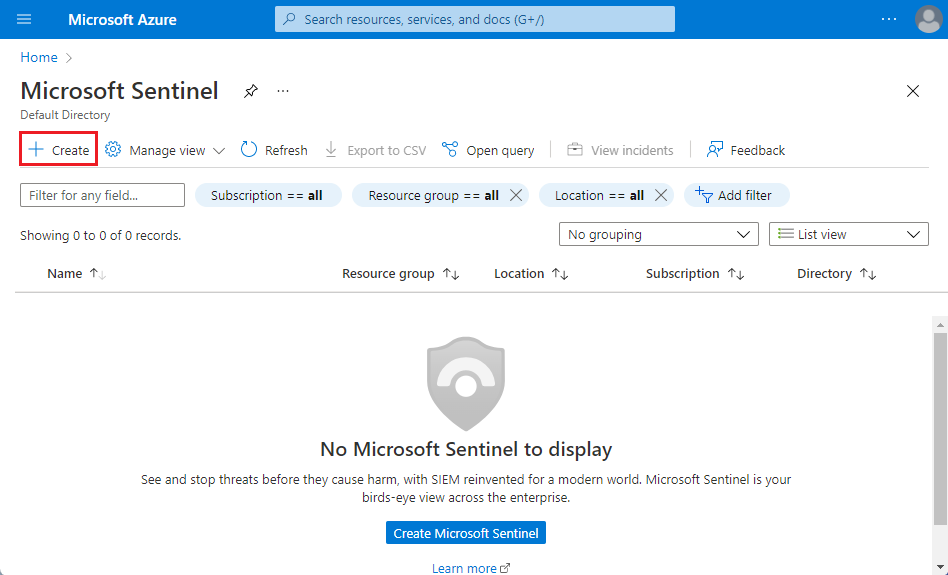 Microsoft Azure
Search resources, services, and docs (G+/)
...
Home
Microsoft Sentinel
...
Default Directory
Create Manage view Refresh Export to CSV Open query View incidents Feedback
Filter for any field... Subscription == all Resource group == all Location == all Add filter
Showing 0 to 0 of 0 records.
No grouping
List view
Name Resource group Location Subscription Directory
No Microsoft Sentinel to display
See and stop threats before they cause harm, with SIEM reinvented for a modern world. Microsoft Sentinel is your
birds-eye view across the enterprise.
Create Microsoft Sentinel
Learn more